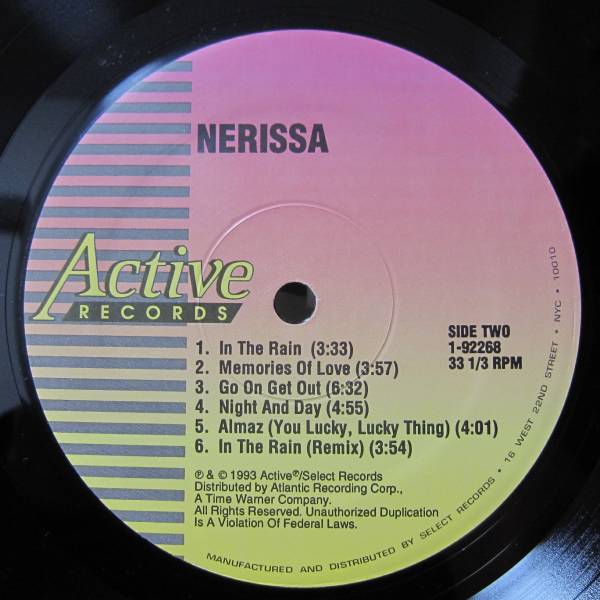 NERISSA
Active
RECORDS
SIDE TWO
1-92268
33 1/3 RPM
1. In The Rain (3:33)
2. Memories Of Love (3:57)
3. Go On Get Out (6:32)
4. Night And Day (4:55)
5. Almaz (You Lucky, Lucky Thing) (4:01)
6. In The Rain (Remix) (3:54)
℗ & © 1993 Active®/Select Records
Distributed by Atlantic Recording Corp.,
A Time Warner Company.
All Rights Reserved. Unauthorized Duplication
Is A Violation Of Federal Laws.
MANUFACTURED AND DISTRIBUTED BY SELECT RECORDS • 16 WEST 22ND STREET • NYC • 10010